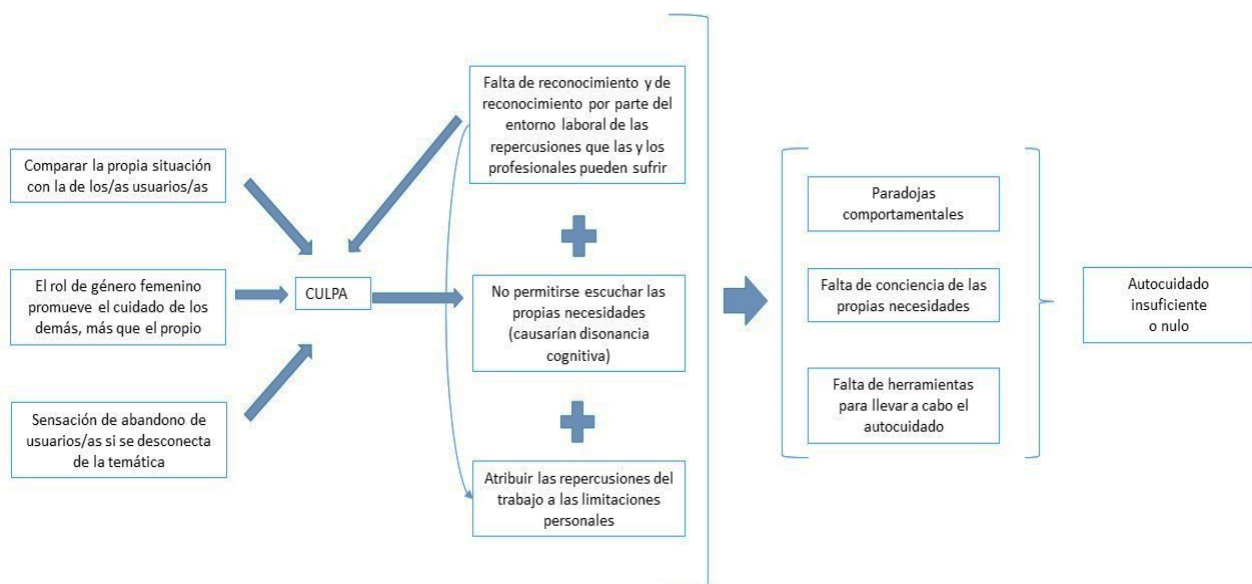 Comparar la propia situación
con la de los/as usuarios/as
El rol de género femenino
promueve el cuidado de los
demás, más que el propio
Sensación de abandono de
usuarios/as si se desconecta
de la temática
CULPA
Falta de reconocimiento y de
reconocimiento por parte del
entorno laboral de las
repercusiones que las y los
profesionales pueden sufrir
No permitirse escuchar las
propias necesidades
(causarían disonancia
cognitiva)
Atribuir las repercusiones del
trabajo a las limitaciones
personales
Paradojas
comportamentales
Falta de conciencia de las
propias necesidades
Falta de herramientas
para llevar a cabo el
autocuidado
Autocuidado
insuficiente
o nulo